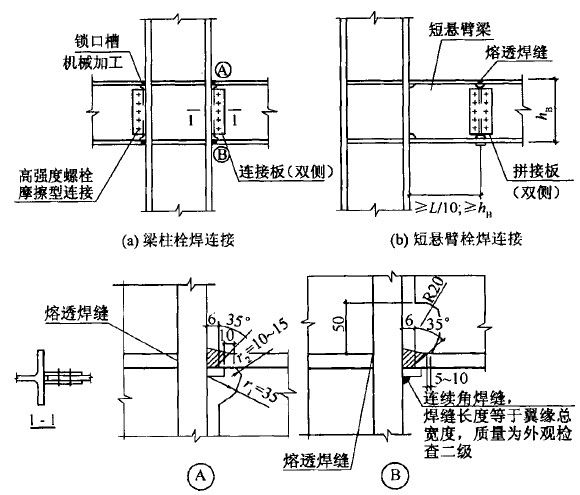 锁口槽
机械加工
A
1 1
B
高强度螺栓
摩擦型连接
连接板（双侧）
(a) 梁柱栓焊连接
短悬臂梁
熔透焊缝
h_B
拼接板
（双侧）
≥L/10;≥h_B
(b) 短悬臂栓焊连接
1-1
熔透焊缝
6 35°
10
r₂=10~15
r₁=35
A
50
R20
6 35°
5~10
连续角焊缝，
焊缝长度等于翼缘总
宽度，质量为外观检
查二级
熔透焊缝
B